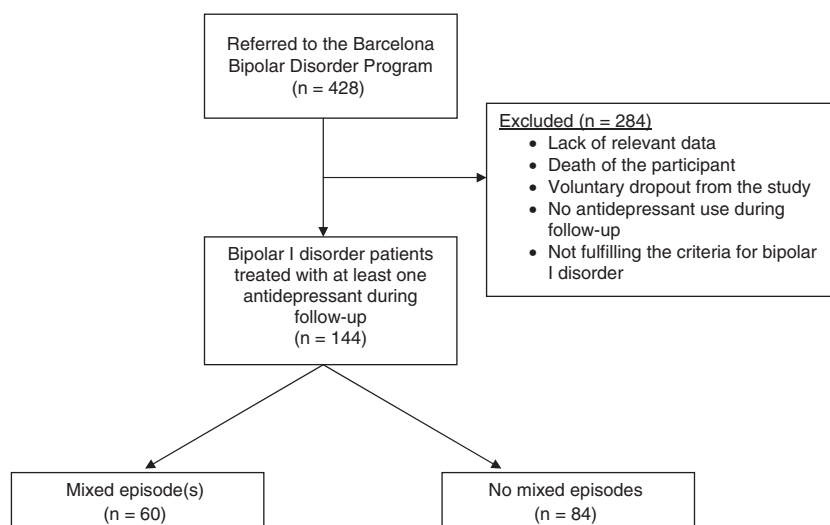 Referred to the Barcelona
Bipolar Disorder Program
(n = 428)
Excluded (n = 284)
• Lack of relevant data
• Death of the participant
• Voluntary dropout from the study
• No antidepressant use during
follow-up
• Not fulfilling the criteria for bipolar
I disorder
Bipolar I disorder patients
treated with at least one
antidepressant during
follow-up
(n = 144)
Mixed episode(s)
(n = 60)
No mixed episodes
(n = 84)